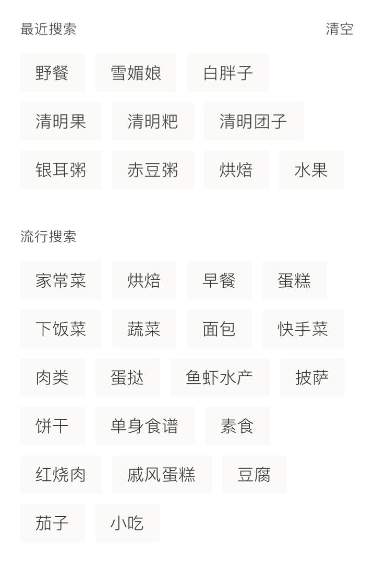 最近搜索 清空
野餐 雪媚娘 白胖子
清明果 清明粑 清明团子
银耳粥 赤豆粥 烘焙 水果
流行搜索
家常菜 烘焙 早餐 蛋糕
下饭菜 蔬菜 面包 快手菜
肉类 蛋挞 鱼虾水产 披萨
饼干 单身食谱 素食
红烧肉 戚风蛋糕 豆腐
茄子 小吃